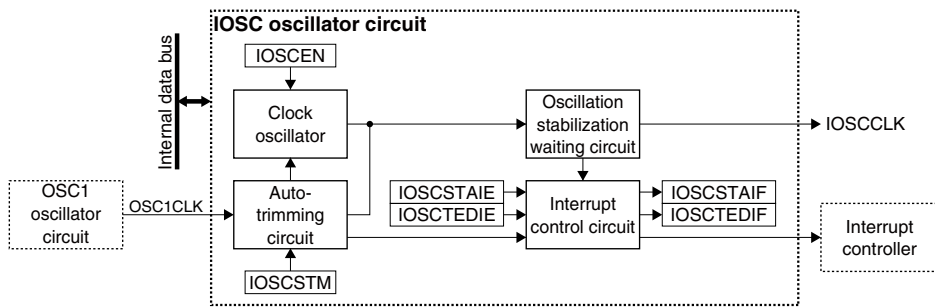 IOSC oscillator circuit
Internal data bus
IOSCEN
Clock
oscillator
Oscillation
stabilization
waiting circuit
IOSCCLK
OSC1
oscillator
circuit
OSC1CLK
Auto-
trimming
circuit
IOSCSTAIE
IOSCTEDIE
Interrupt
control circuit
IOSCSTAIF
IOSCTEDIF
Interrupt
controller
IOSCSTM